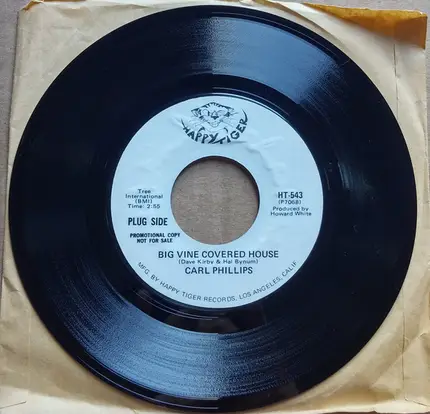 HAPPY TIGER
Tree
International
(BMI)
Time: 2:55
PLUG SIDE
PROMOTIONAL COPY
NOT FOR SALE
HT-543
(P7068)
Produced by
Howard White
BIG VINE COVERED HOUSE
(Dave Kirby & Hal Bynum)
CARL PHILLIPS
MFG. BY HAPPY TIGER RECORDS, LOS ANGELES, CALIF.